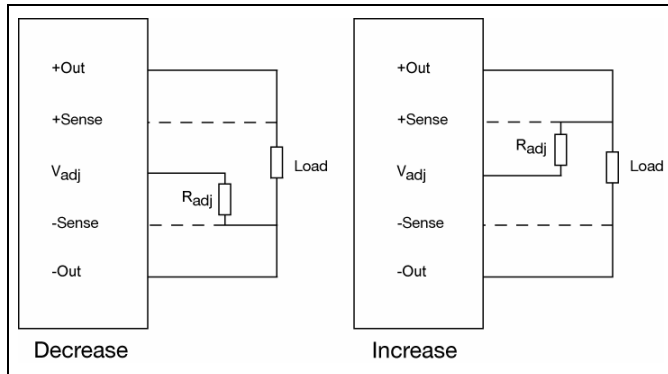 +Out
+Sense
Vadj
-Sense
-Out
Radj
Load
Decrease
+Out
+Sense
Vadj
-Sense
-Out
Radj
Load
Increase